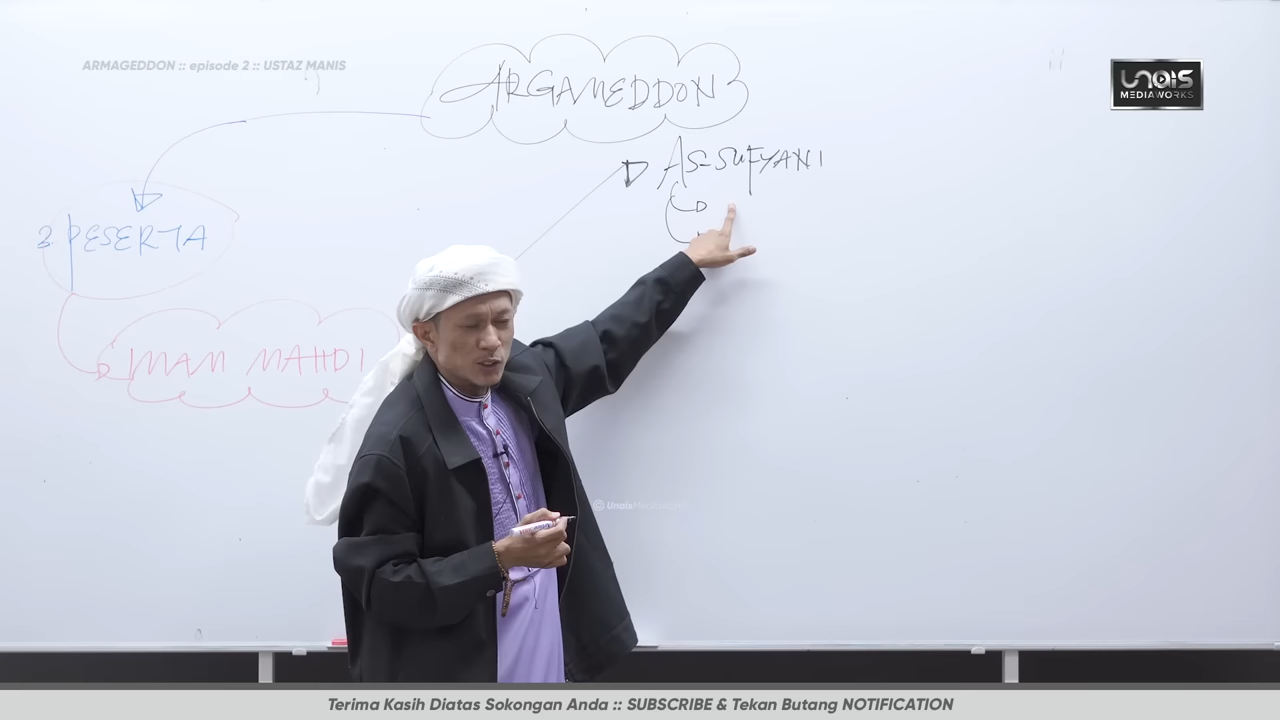 ARMAGEDDON :: episode 2 :: USTAZ MANIS
UNAIS
MEDIAWORKS
ARGAMEDDON
AS-SUFYANI
3 PESERTA
IMAM MAHDI
Terima Kasih Diatas Sokongan Anda :: SUBSCRIBE & Tekan Butang NOTIFICATION